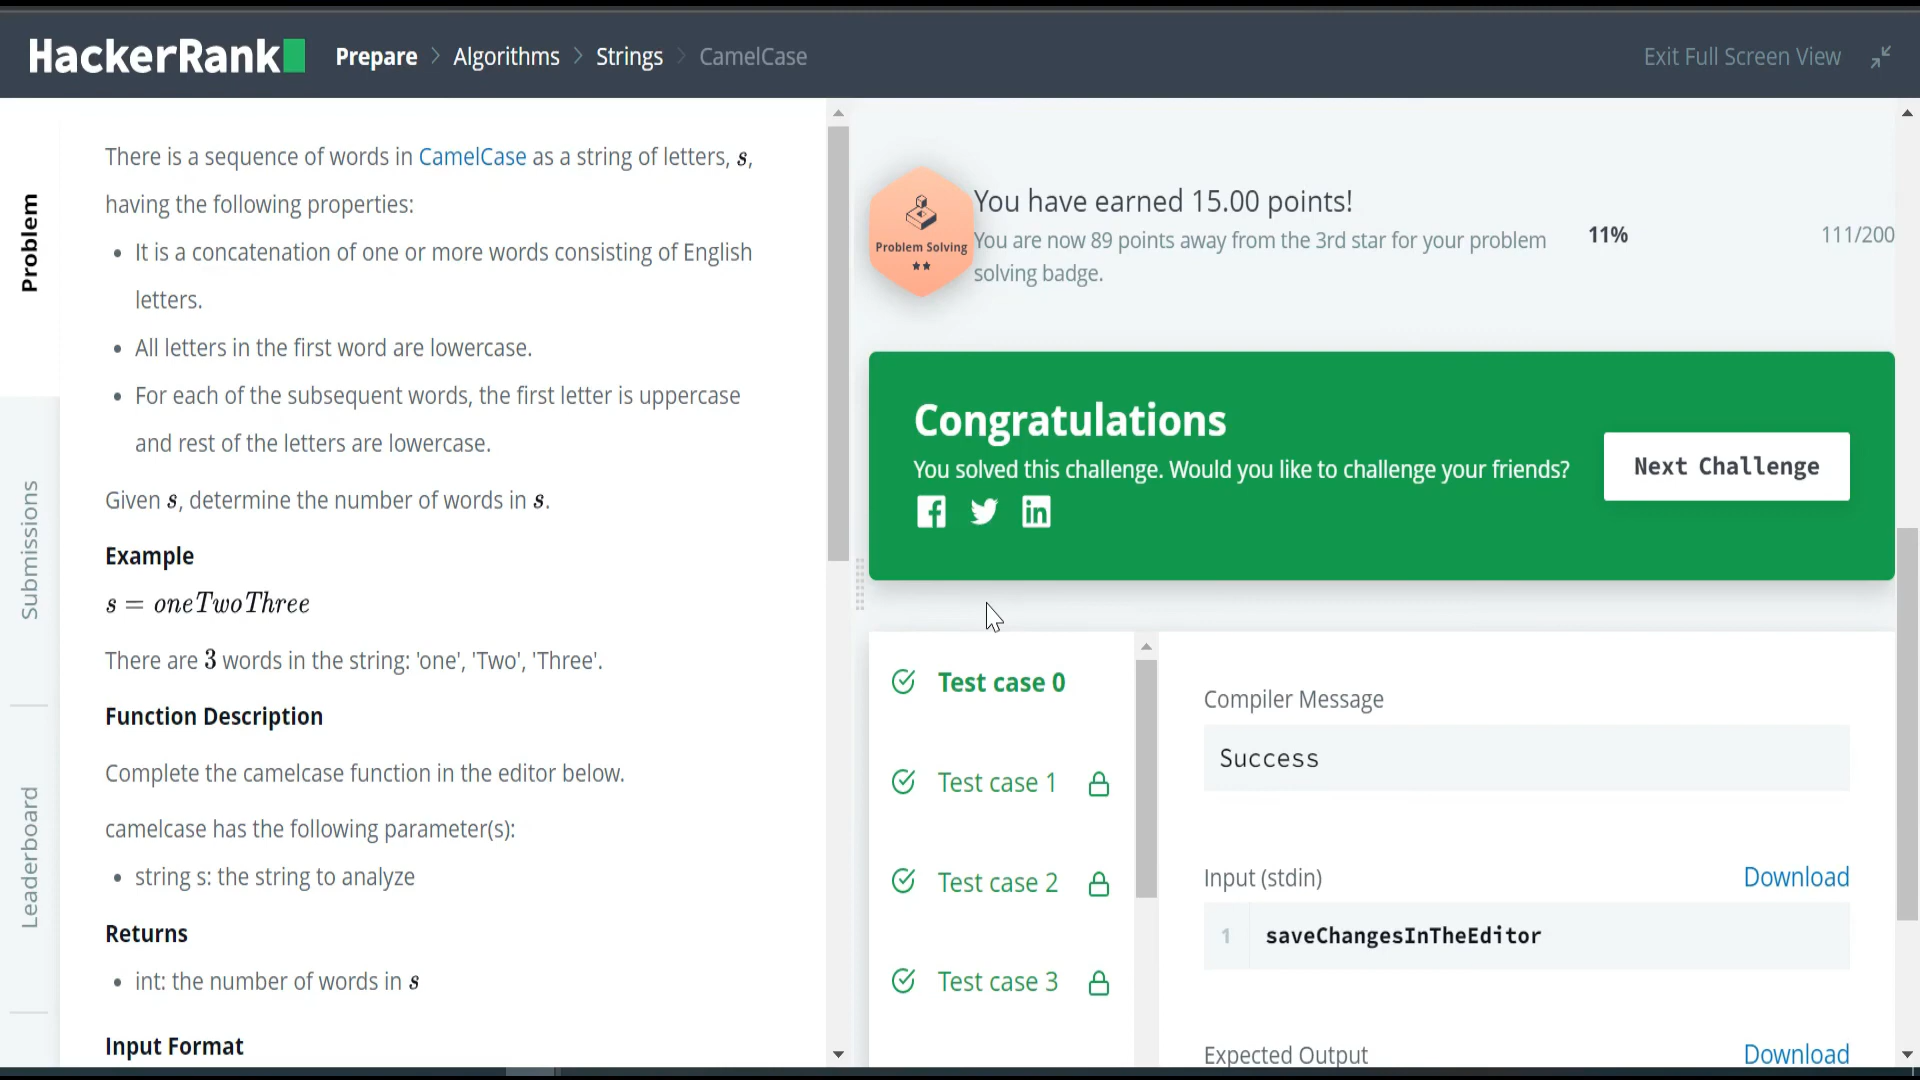 HackerRank
Prepare > Algorithms > Strings > CamelCase
Exit Full Screen View
Problem
Submissions
Leaderboard
There is a sequence of words in CamelCase as a string of letters, s,
having the following properties:
• It is a concatenation of one or more words consisting of English
letters.
• All letters in the first word are lowercase.
• For each of the subsequent words, the first letter is uppercase
and rest of the letters are lowercase.
Given s, determine the number of words in s.
Example
s = oneTwoThree
There are 3 words in the string: 'one', 'Two', 'Three'.
Function Description
Complete the camelcase function in the editor below.
camelcase has the following parameter(s):
• string s: the string to analyze
Returns
• int: the number of words in s
Input Format
Problem Solving
You have earned 15.00 points!
You are now 89 points away from the 3rd star for your problem
solving badge.
11%
111/200
Congratulations
You solved this challenge. Would you like to challenge your friends?
Next Challenge
Test case 0
Test case 1
Test case 2
Test case 3
Compiler Message
Success
Input (stdin)
Download
1 saveChangesInTheEditor
Expected Output
Download